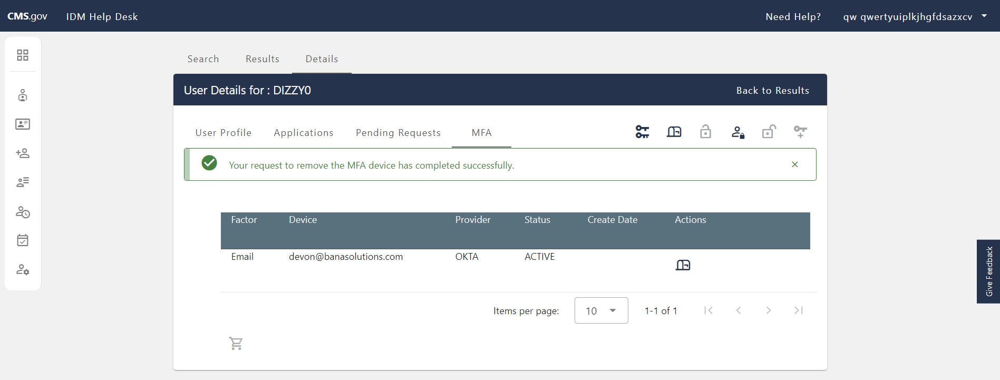 CMS.gov IDM Help Desk Need Help? qw qwertyuiplkjhgfdsazxcv
Search Results Details
User Details for : DIZZY0 Back to Results
User Profile Applications Pending Requests MFA
Your request to remove the MFA device has completed successfully.
Factor Device Provider Status Create Date Actions
Email devon@banasolutions.com OKTA ACTIVE
Items per page: 10 1-1 of 1
Give Feedback